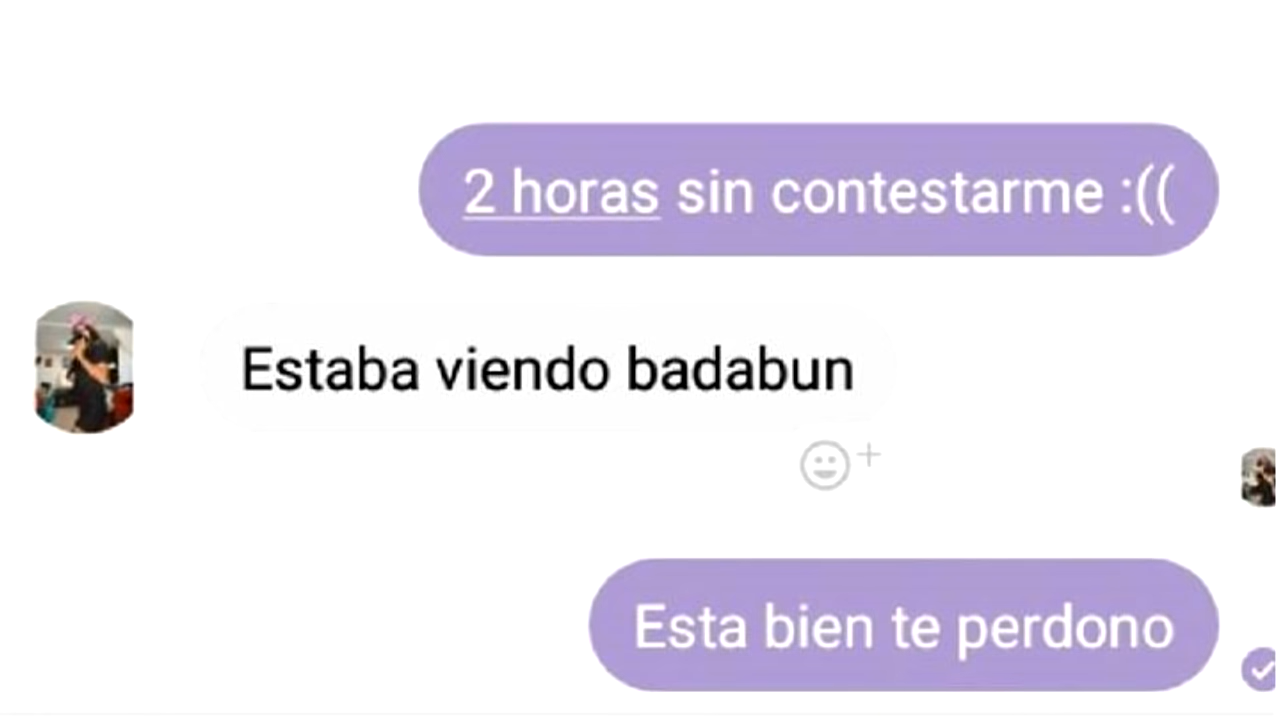 2 horas sin contestarme :((
Estaba viendo badabun
Esta bien te perdono